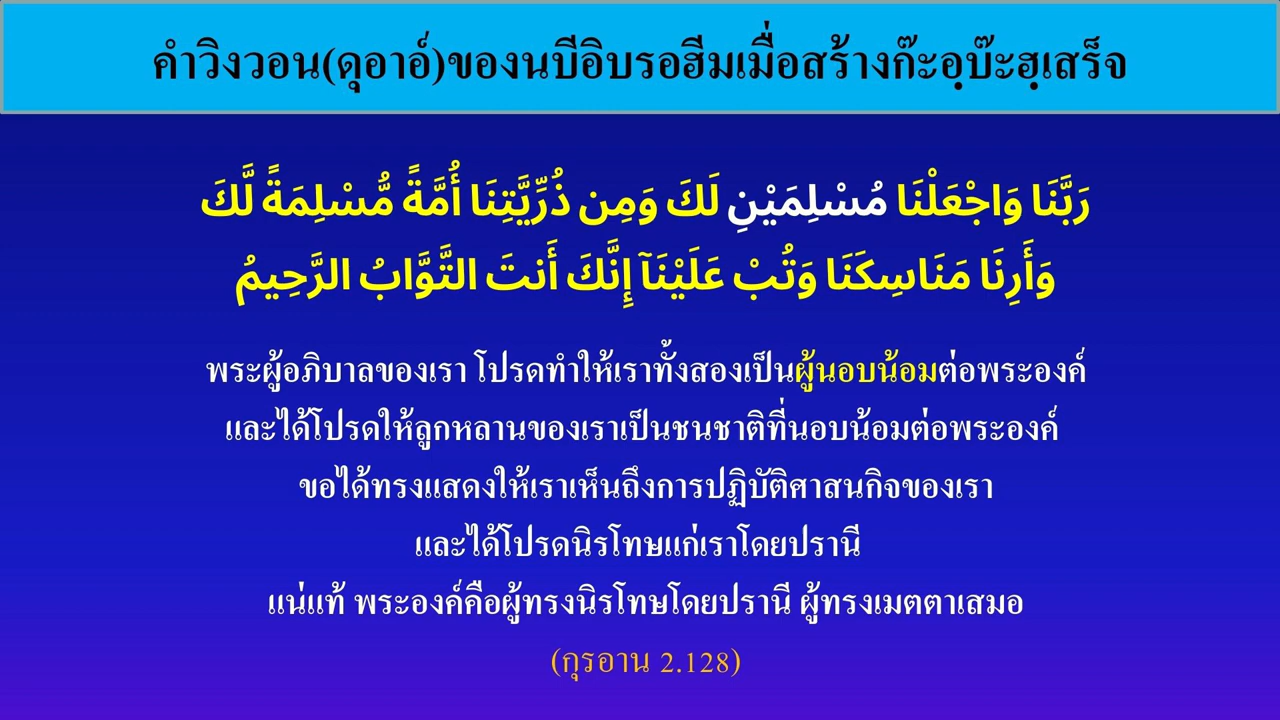 คำวิงวอน(ดุอาอ์)ของนบีอิบรอฮีมเมื่อสร้างก๊ะอฺบ๊ะฮฺเสร็จ
رَبَّنَا وَاجْعَلْنَا مُسْلِمَيْنِ لَكَ وَمِن ذُرِّيَّتِنَا أُمَّةً مُّسْلِمَةً لَّكَ
وَأَرِنَا مَنَاسِكَنَا وَتُبْ عَلَيْنَآ إِنَّكَ أَنتَ التَّوَّابُ الرَّحِيمُ
พระผู้อภิบาลของเรา โปรดทำให้เราทั้งสองเป็นผู้นอบน้อมต่อพระองค์
และได้โปรดให้ลูกหลานของเราเป็นชนชาติที่นอบน้อมต่อพระองค์
ขอได้ทรงแสดงให้เราเห็นถึงการปฏิบัติศาสนกิจของเรา
และได้โปรดนิรโทษแก่เราโดยปรานี
แน่แท้ พระองค์คือผู้ทรงนิรโทษโดยปรานี ผู้ทรงเมตตาเสมอ
(กุรอาน 2.128)